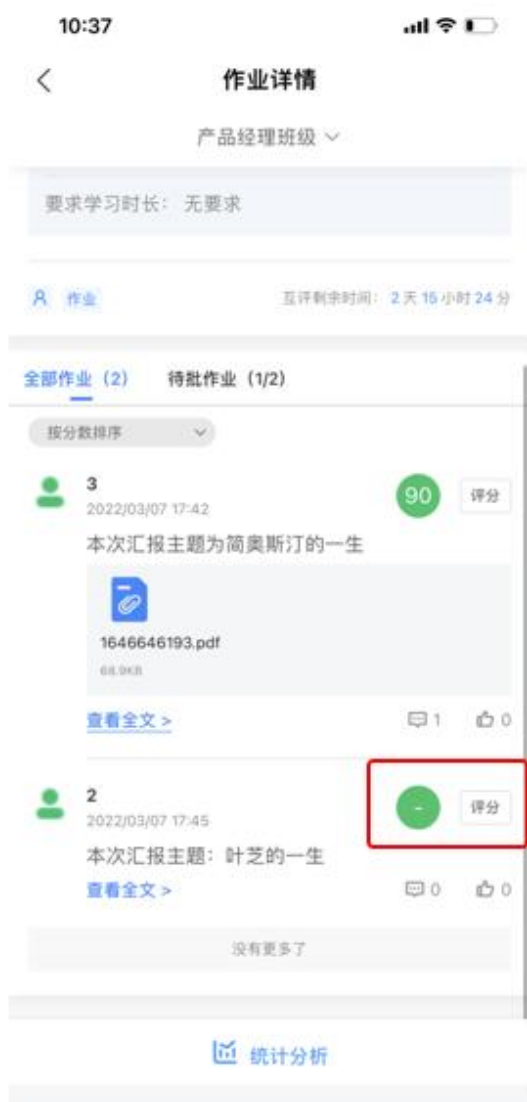 10:37
作业详情
产品经理班级
要求学习时长： 无要求
作业 互评剩余时间： 2 天 15 小时 24 分
全部作业（2） 待批作业（1/2）
按分数排序
3
90 评分
2022/03/07 17:42
本次汇报主题为简奥斯汀的一生
1646646193.pdf
68.9KB
查看全文 > 1 0
2
- 评分
2022/03/07 17:45
本次汇报主题：叶芝的一生
查看全文 > 0 0
没有更多了
统计分析